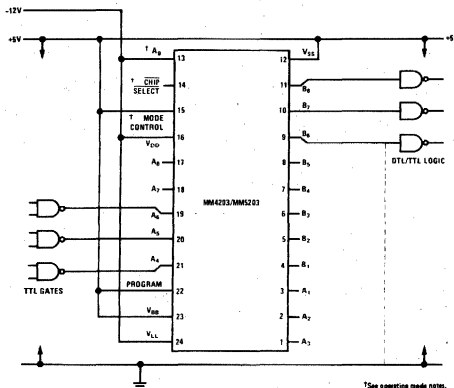 -12V
+5V
+5
† A9
13
12
VSS
† CHIP SELECT
14
11
B8
† MODE CONTROL
15
10
B7
16
VDD
9
B6
DTL/TTL LOGIC
A8
17
8
B5
A7
18
7
B4
MM4203/MM5203
A6
19
6
B3
A5
20
5
B2
A4
21
4
B1
TTL GATES
PROGRAM
22
3
A1
VBB
23
2
A2
VLL
24
1
A3
†See operating mode notes.